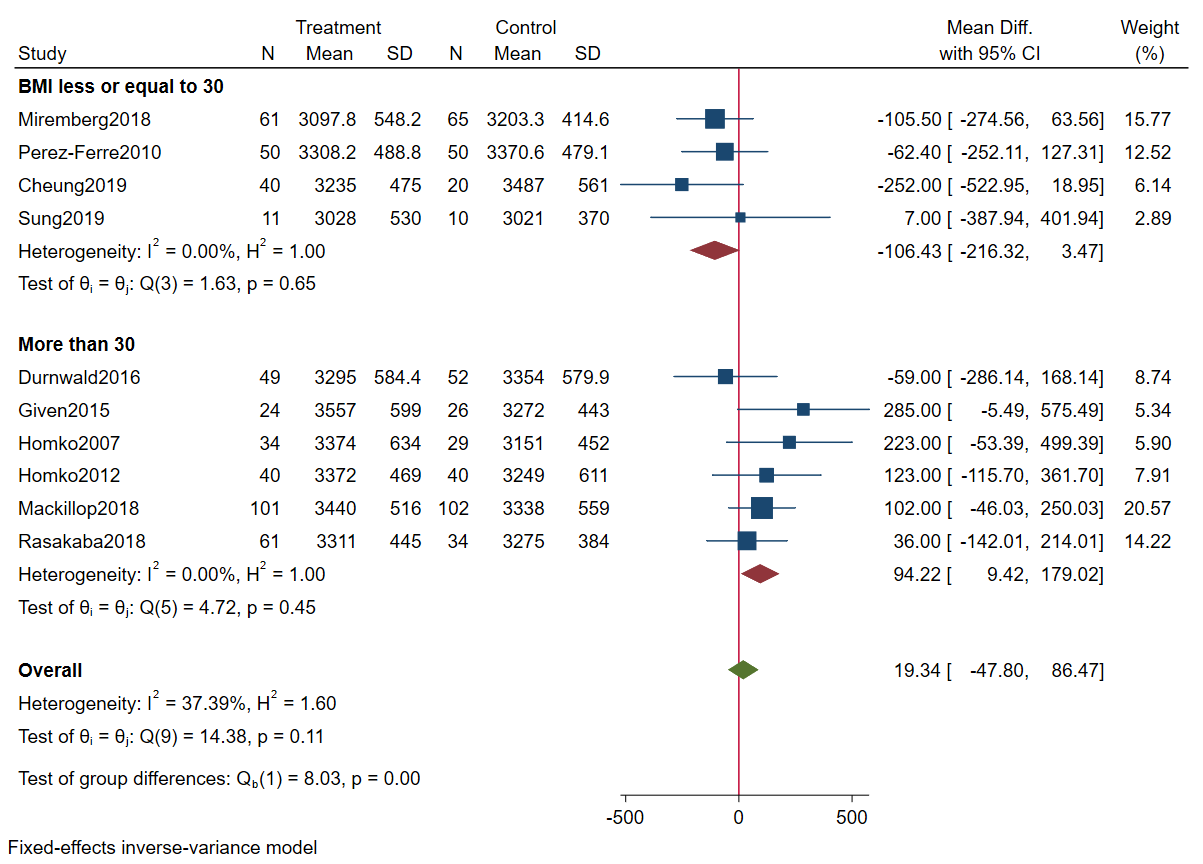 Treatment Control Mean Diff. Weight
Study N Mean SD N Mean SD with 95% CI (%)
BMI less or equal to 30
Miremberg2018 61 3097.8 548.2 65 3203.3 414.6 -105.50 [ -274.56, 63.56] 15.77
Perez-Ferre2010 50 3308.2 488.8 50 3370.6 479.1 -62.40 [ -252.11, 127.31] 12.52
Cheung2019 40 3235 475 20 3487 561 -252.00 [ -522.95, 18.95] 6.14
Sung2019 11 3028 530 10 3021 370 7.00 [ -387.94, 401.94] 2.89
Heterogeneity: I² = 0.00%, H² = 1.00 -106.43 [ -216.32, 3.47]
Test of θᵢ = θⱼ: Q(3) = 1.63, p = 0.65
More than 30
Durnwald2016 49 3295 584.4 52 3354 579.9 -59.00 [ -286.14, 168.14] 8.74
Given2015 24 3557 599 26 3272 443 285.00 [ -5.49, 575.49] 5.34
Homko2007 34 3374 634 29 3151 452 223.00 [ -53.39, 499.39] 5.90
Homko2012 40 3372 469 40 3249 611 123.00 [ -115.70, 361.70] 7.91
Mackillop2018 101 3440 516 102 3338 559 102.00 [ -46.03, 250.03] 20.57
Rasakaba2018 61 3311 445 34 3275 384 36.00 [ -142.01, 214.01] 14.22
Heterogeneity: I² = 0.00%, H² = 1.00 94.22 [ 9.42, 179.02]
Test of θᵢ = θⱼ: Q(5) = 4.72, p = 0.45
Overall 19.34 [ -47.80, 86.47]
Heterogeneity: I² = 37.39%, H² = 1.60
Test of θᵢ = θⱼ: Q(9) = 14.38, p = 0.11
Test of group differences: Q_b(1) = 8.03, p = 0.00
-500 0 500
Fixed-effects inverse-variance model